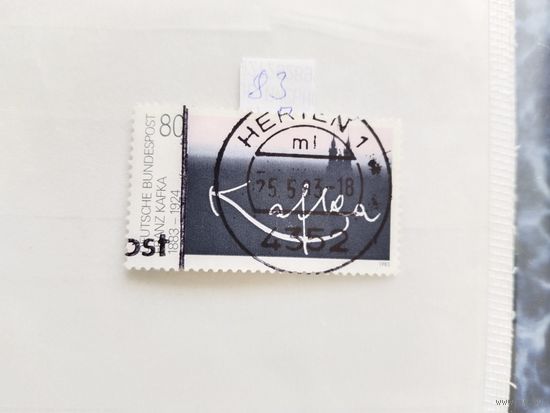 83
80
DEUTSCHE BUNDESPOST
FRANZ KAFKA
1883 – 1924
ost
HERTEN 1
ml
25.5.83-18
4352
Kafka
1983